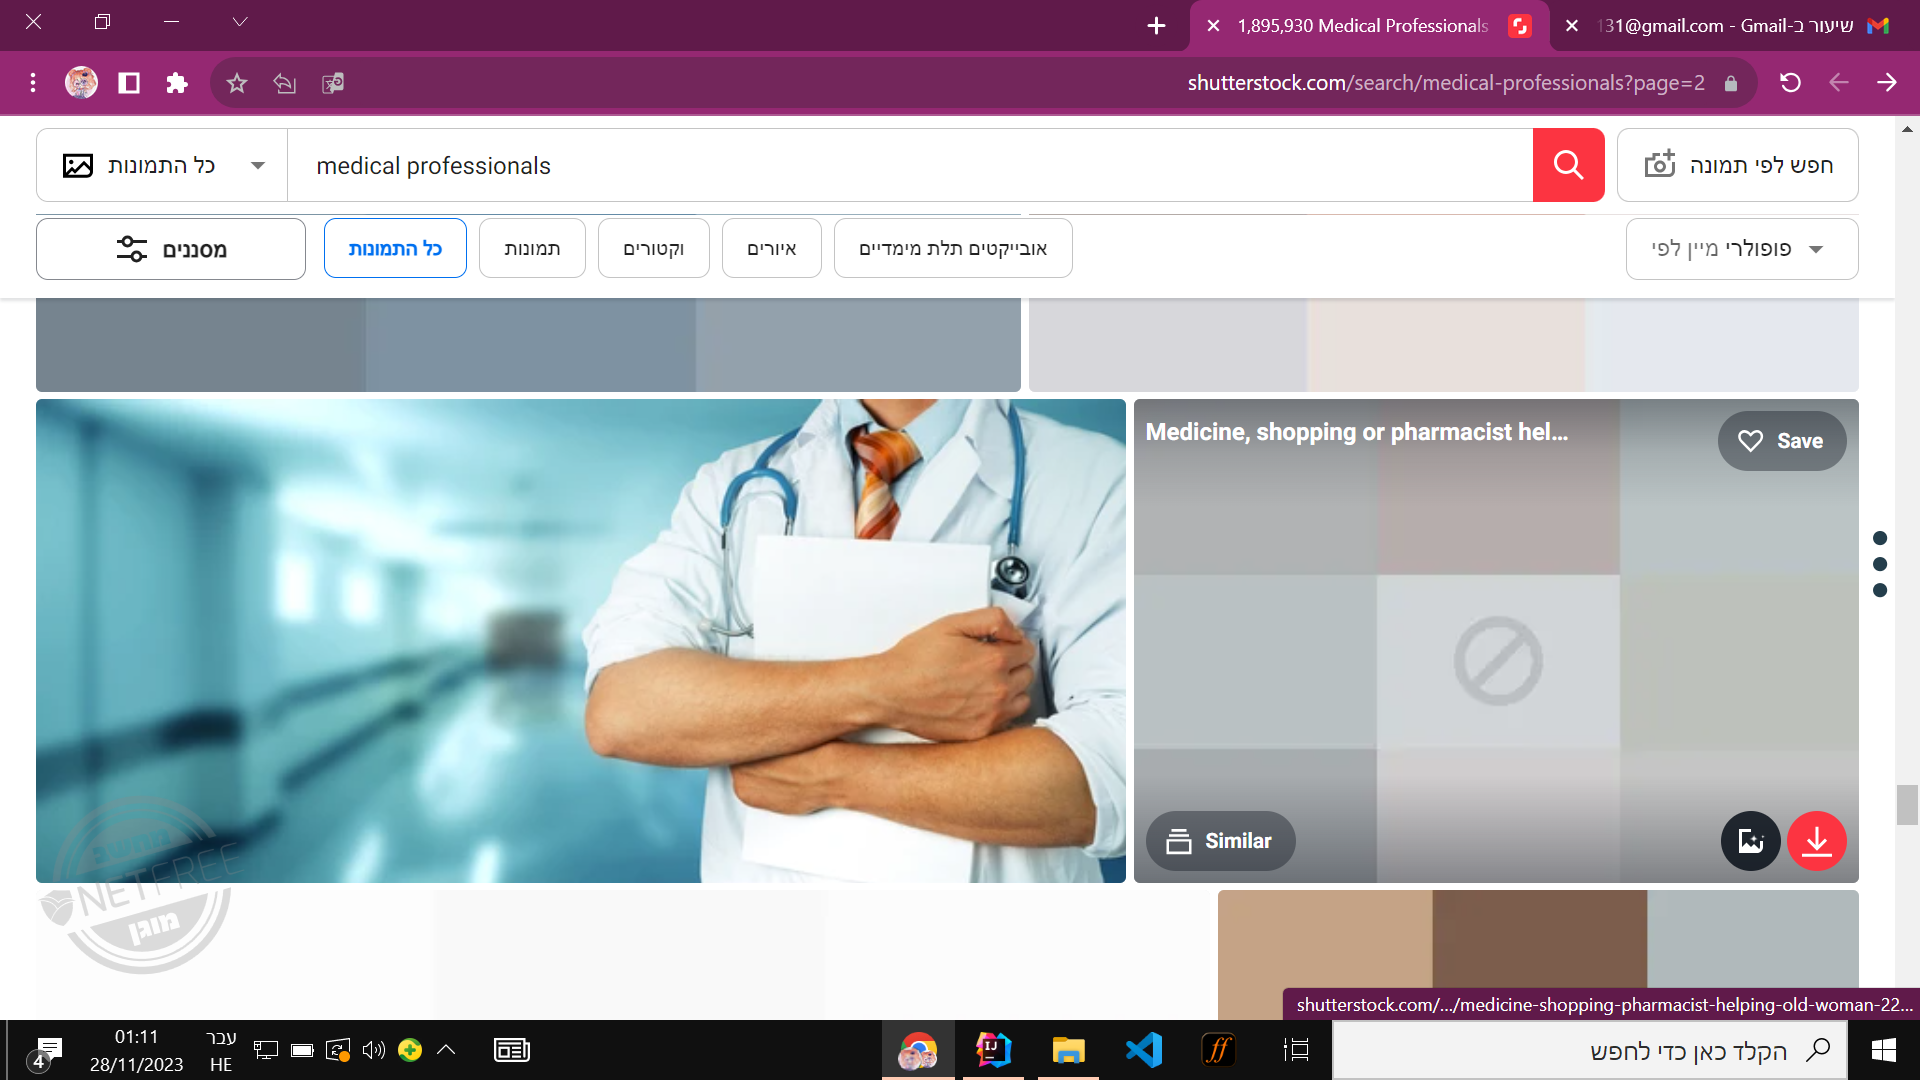 1,895,930 Medical Professionals
131@gmail.com - Gmail-שיעור ב
shutterstock.com/search/medical-professionals?page=2
כל התמונות
medical professionals
חפש לפי תמונה
מסננים
כל התמונות
תמונות
וקטורים
איורים
אובייקטים תלת מימדיים
מיין לפי פופולרי
Medicine, shopping or pharmacist hel...
Save
Similar
NETFREE
מוגן
shutterstock.com/.../medicine-shopping-pharmacist-helping-old-woman-22...
4
01:11
28/11/2023
עבר
HE
IJ
ff
הקלד כאן כדי לחפש